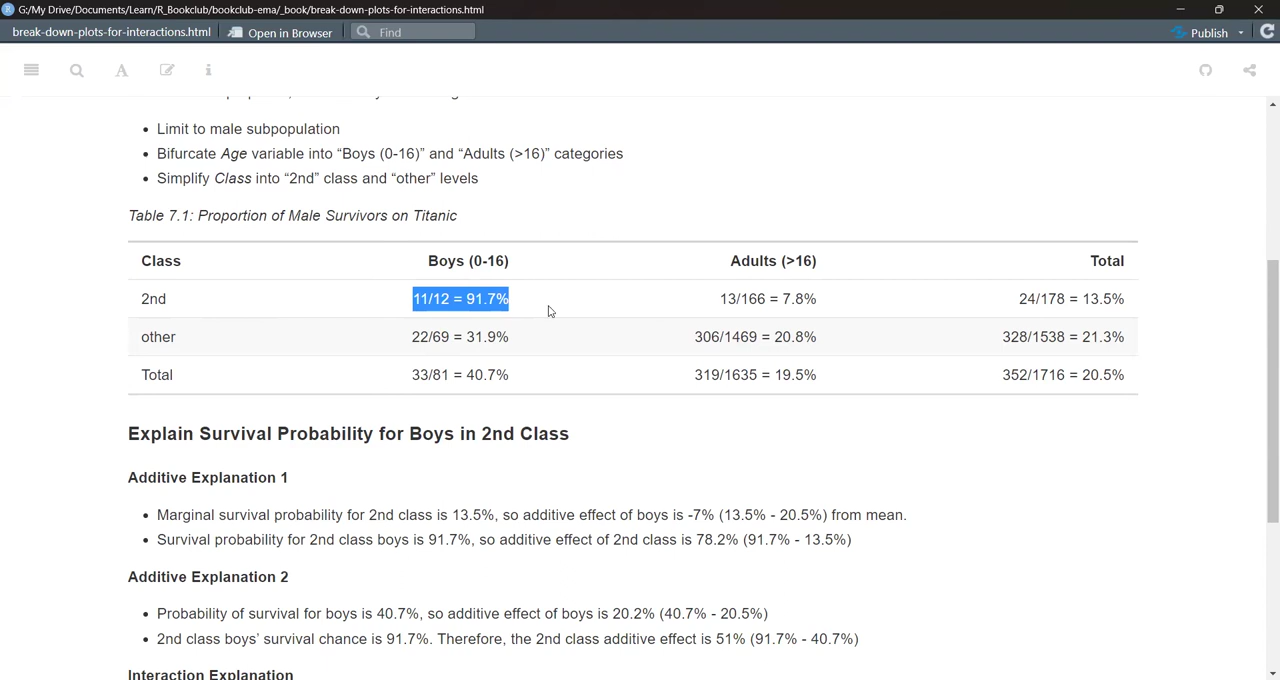 G:/My Drive/Documents/Learn/R_Bookclub/bookclub-ema/_book/break-down-plots-for-interactions.html
break-down-plots-for-interactions.html Open in Browser Find Publish
• Limit to male subpopulation
• Bifurcate Age variable into “Boys (0-16)” and “Adults (>16)” categories
• Simplify Class into “2nd” class and “other” levels
Table 7.1: Proportion of Male Survivors on Titanic
Class Boys (0-16) Adults (>16) Total
2nd 11/12 = 91.7% 13/166 = 7.8% 24/178 = 13.5%
other 22/69 = 31.9% 306/1469 = 20.8% 328/1538 = 21.3%
Total 33/81 = 40.7% 319/1635 = 19.5% 352/1716 = 20.5%
Explain Survival Probability for Boys in 2nd Class
Additive Explanation 1
• Marginal survival probability for 2nd class is 13.5%, so additive effect of boys is -7% (13.5% - 20.5%) from mean.
• Survival probability for 2nd class boys is 91.7%, so additive effect of 2nd class is 78.2% (91.7% - 13.5%)
Additive Explanation 2
• Probability of survival for boys is 40.7%, so additive effect of boys is 20.2% (40.7% - 20.5%)
• 2nd class boys’ survival chance is 91.7%. Therefore, the 2nd class additive effect is 51% (91.7% - 40.7%)
Interaction Explanation